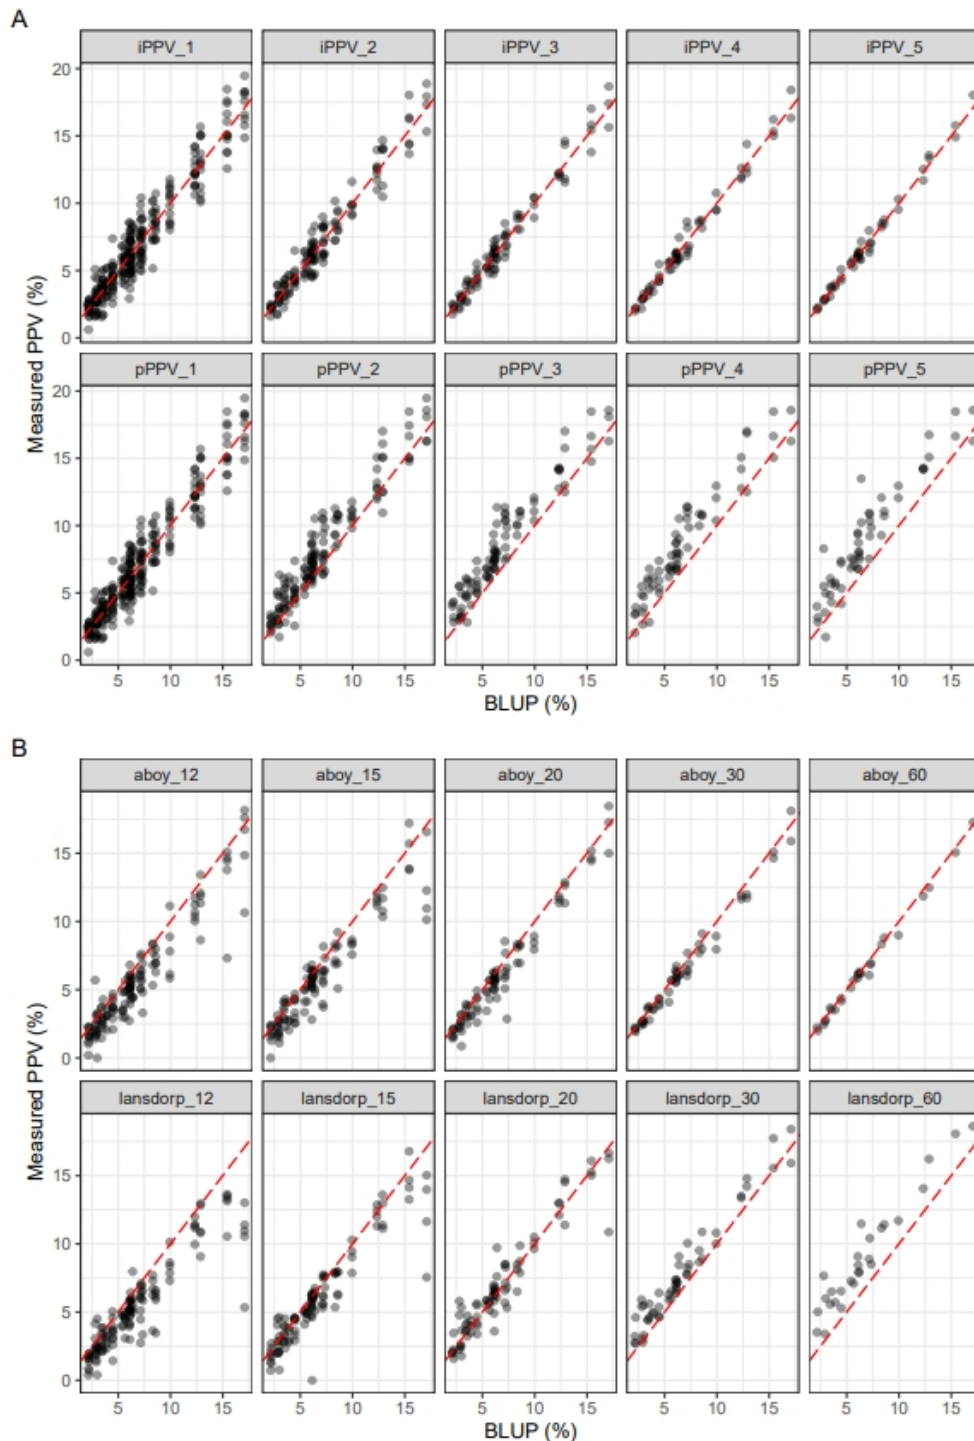 A
iPPV_1 iPPV_2 iPPV_3 iPPV_4 iPPV_5
20
15
10
5
0
pPPV_1 pPPV_2 pPPV_3 pPPV_4 pPPV_5
20
15
10
5
0
Measured PPV (%)
5 10 15 5 10 15 5 10 15 5 10 15 5 10 15
BLUP (%)
B
aboy_12 aboy_15 aboy_20 aboy_30 aboy_60
15
10
5
0
lansdorp_12 lansdorp_15 lansdorp_20 lansdorp_30 lansdorp_60
15
10
5
0
Measured PPV (%)
5 10 15 5 10 15 5 10 15 5 10 15 5 10 15
BLUP (%)